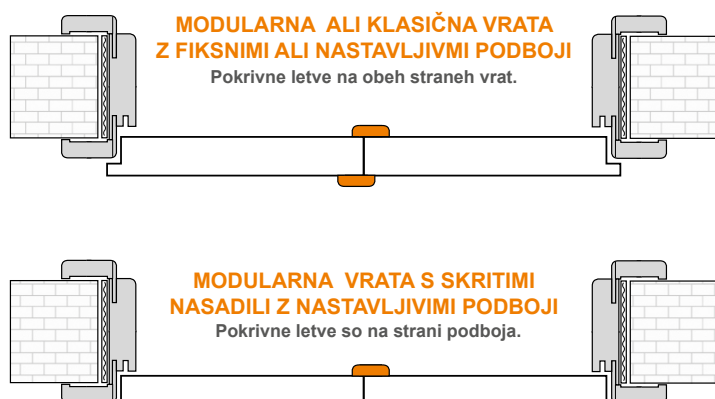 MODULARNA ALI KLASIČNA VRATA
Z FIKSNIMI ALI NASTAVLJIVMI PODBOJI
Pokrivne letve na obeh straneh vrat.
MODULARNA VRATA S SKRITIMI
NASADILI Z NASTAVLJIVIMI PODBOJI
Pokrivne letve so na strani podboja.